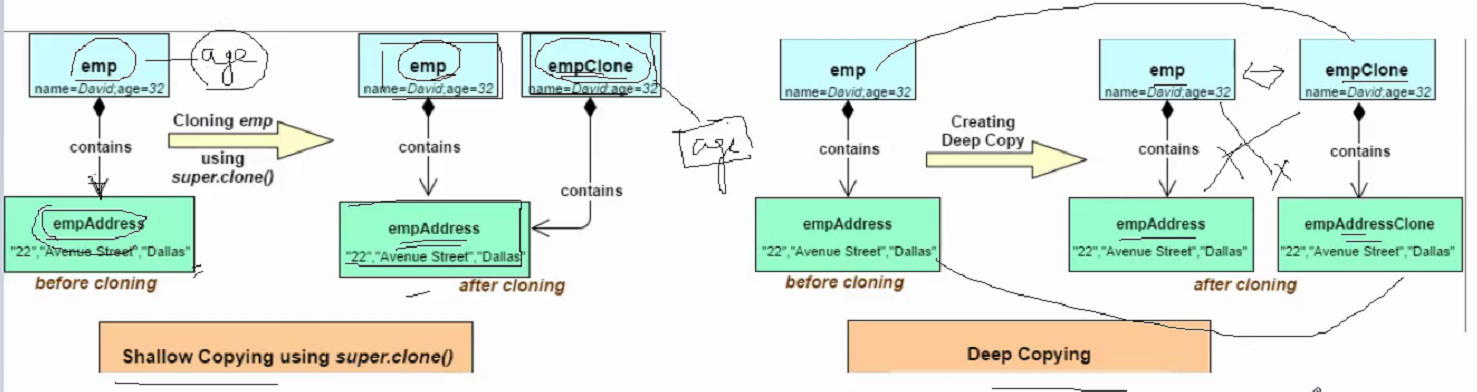 emp
name=David;age=32
age
contains
Cloning emp
using
super.clone()
empAddress
"22","Avenue Street","Dallas"
before cloning
emp
name=David;age=32
empClone
name=David;age=32
contains
contains
age
empAddress
"22","Avenue Street","Dallas"
after cloning
Shallow Copying using super.clone()
emp
name=David;age=32
contains
Creating
Deep Copy
empAddress
"22","Avenue Street","Dallas"
before cloning
emp
name=David;age=32
empClone
name=David;age=32
contains
contains
empAddress
"22","Avenue Street","Dallas"
empAddressClone
"22","Avenue Street","Dallas"
after cloning
Deep Copying